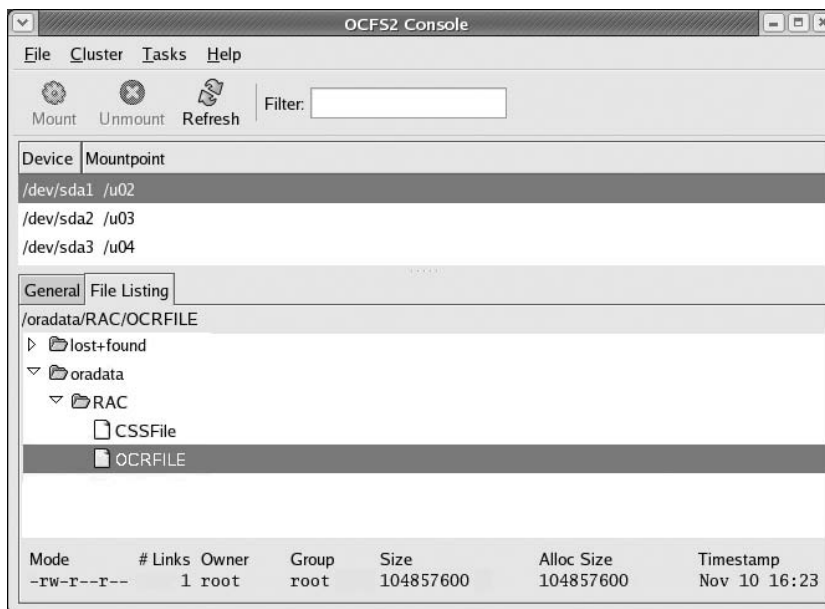 OCFS2 Console
File Cluster Tasks Help
Mount Unmount Refresh Filter:
Device Mountpoint
/dev/sda1 /u02
/dev/sda2 /u03
/dev/sda3 /u04
General File Listing
/oradata/RAC/OCRFILE
lost+found
oradata
RAC
CSSFile
OCRFILE
Mode # Links Owner Group Size Alloc Size Timestamp
-rw-r--r-- 1 root root 104857600 104857600 Nov 10 16:23